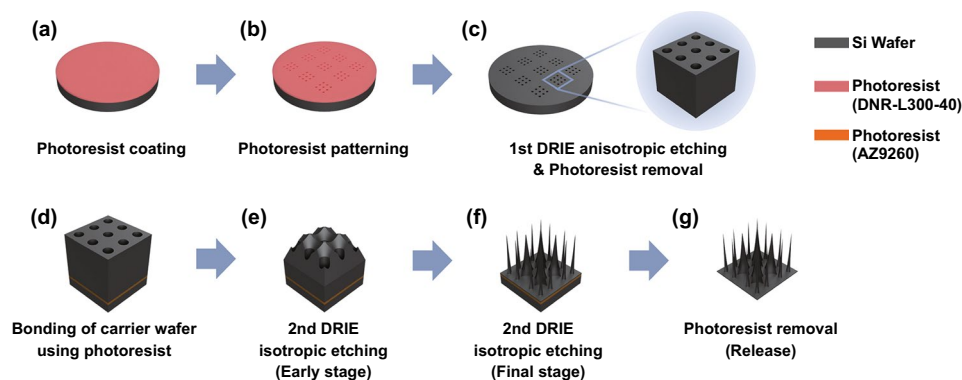 (a)
(b)
(c)
Si Wafer
Photoresist
(DNR-L300-40)
Photoresist
(AZ9260)
Photoresist coating
Photoresist patterning
1st DRIE anisotropic etching
& Photoresist removal
(d)
(e)
(f)
(g)
Bonding of carrier wafer
using photoresist
2nd DRIE
isotropic etching
(Early stage)
2nd DRIE
isotropic etching
(Final stage)
Photoresist removal
(Release)